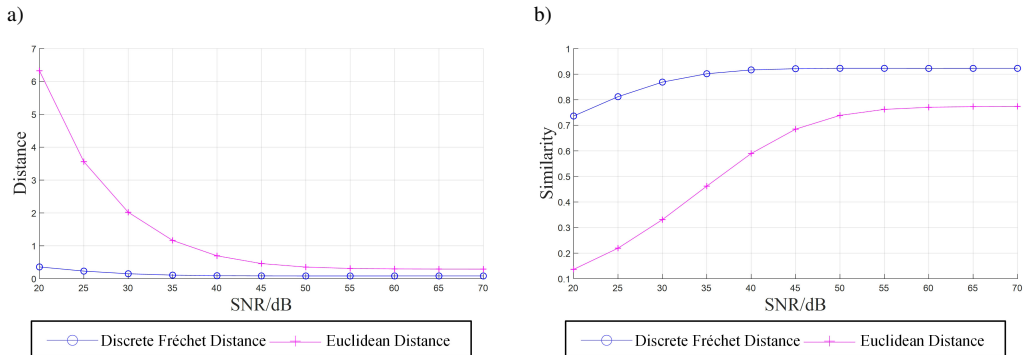 a)
7
6
5
4
3
2
1
0
Distance
20 25 30 35 40 45 50 55 60 65 70
SNR/dB
Discrete Fréchet Distance Euclidean Distance
b)
1
0.9
0.8
0.7
0.6
0.5
0.4
0.3
0.2
0.1
Similarity
20 25 30 35 40 45 50 55 60 65 70
SNR/dB
Discrete Fréchet Distance Euclidean Distance